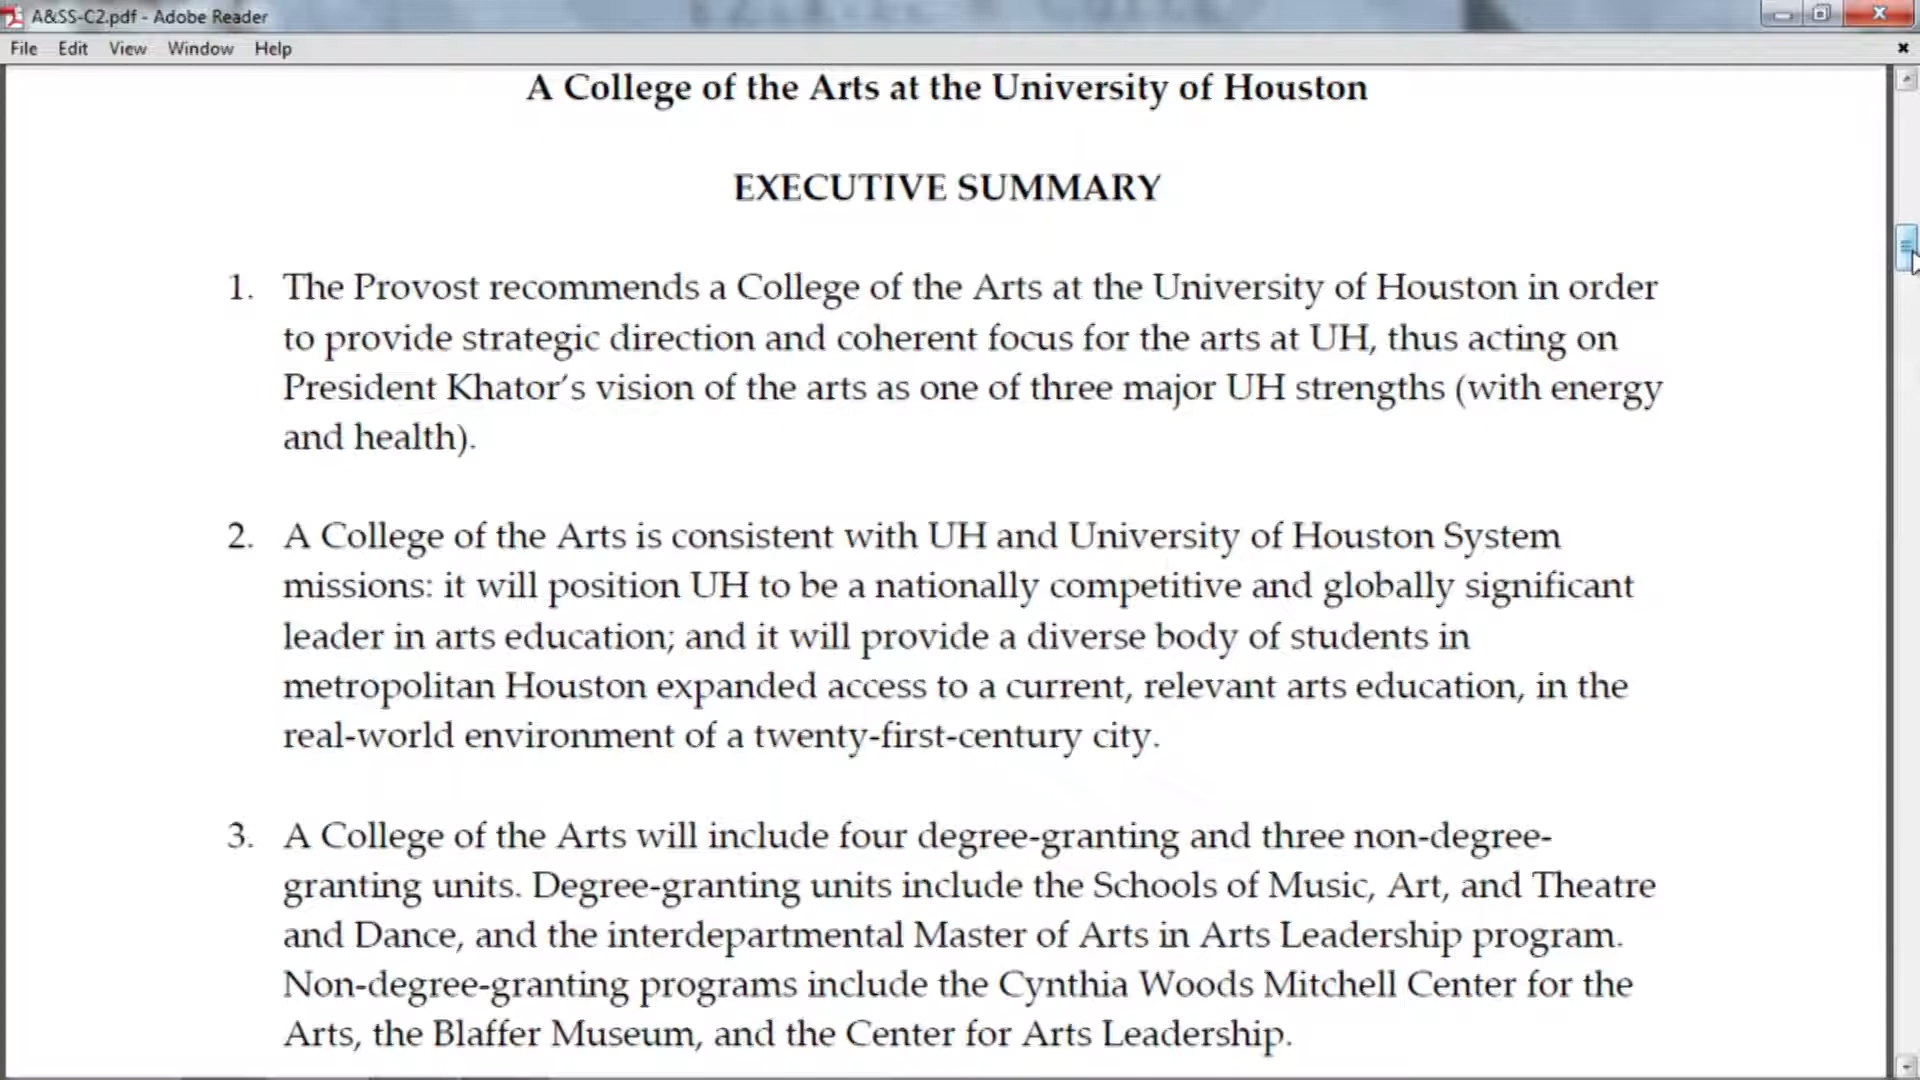 A&SS-C2.pdf - Adobe Reader
File Edit View Window Help
A College of the Arts at the University of Houston
EXECUTIVE SUMMARY
1. The Provost recommends a College of the Arts at the University of Houston in order
to provide strategic direction and coherent focus for the arts at UH, thus acting on
President Khator's vision of the arts as one of three major UH strengths (with energy
and health).
2. A College of the Arts is consistent with UH and University of Houston System
missions: it will position UH to be a nationally competitive and globally significant
leader in arts education; and it will provide a diverse body of students in
metropolitan Houston expanded access to a current, relevant arts education, in the
real-world environment of a twenty-first-century city.
3. A College of the Arts will include four degree-granting and three non-degree-
granting units. Degree-granting units include the Schools of Music, Art, and Theatre
and Dance, and the interdepartmental Master of Arts in Arts Leadership program.
Non-degree-granting programs include the Cynthia Woods Mitchell Center for the
Arts, the Blaffer Museum, and the Center for Arts Leadership.